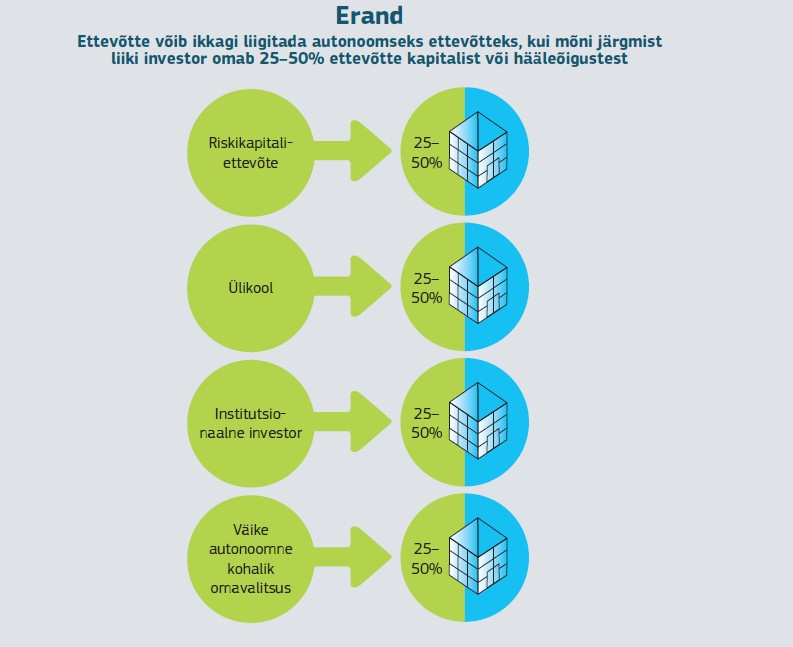 Erand
Ettevõtte võib ikkagi liigitada autonoomseks ettevõtteks, kui mõni järgmist
liiki investor omab 25–50% ettevõtte kapitalist või hääleõigustest
Riskikapitali-
ettevõte
25–
50%
Ülikool
25–
50%
Institutsio-
naalne investor
25–
50%
Väike
autonoomne
kohalik
omavalitsus
25–
50%